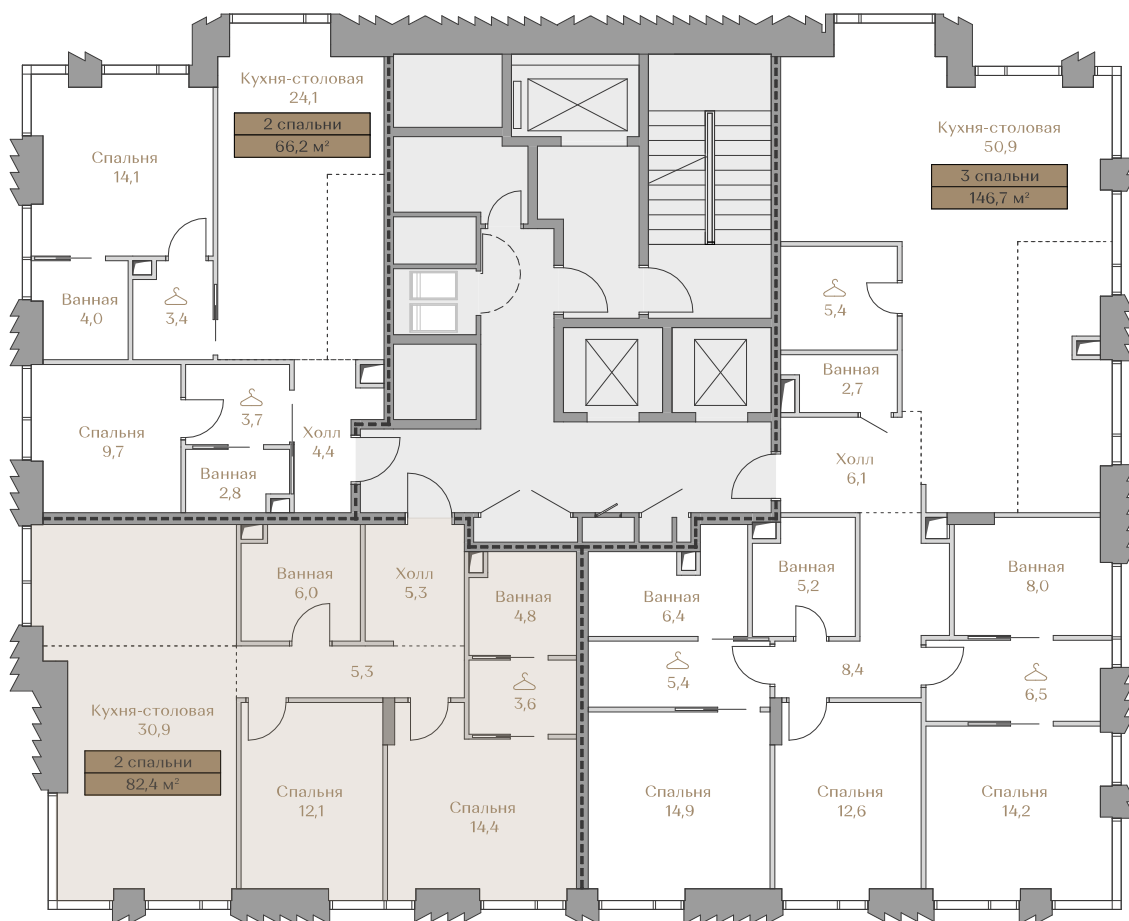 Кухня-столовая
24,1
2 спальни
66,2 м²
Спальня
14,1
Ванная
4,0
3,4
Спальня
9,7
3,7
Ванная
2,8
Холл
4,4
Кухня-столовая
50,9
3 спальни
146,7 м²
5,4
Ванная
2,7
Холл
6,1
Ванная
6,0
Холл
5,3
Ванная
4,8
5,3
3,6
Кухня-столовая
30,9
2 спальни
82,4 м²
Спальня
12,1
Спальня
14,4
Ванная
6,4
Ванная
5,2
Ванная
8,0
5,4
8,4
6,5
Спальня
14,9
Спальня
12,6
Спальня
14,2